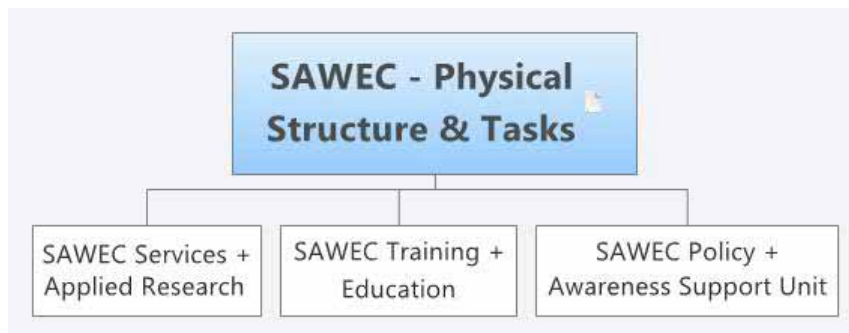 SAWEC - Physical
Structure & Tasks
SAWEC Services +
Applied Research
SAWEC Training +
Education
SAWEC Policy +
Awareness Support Unit